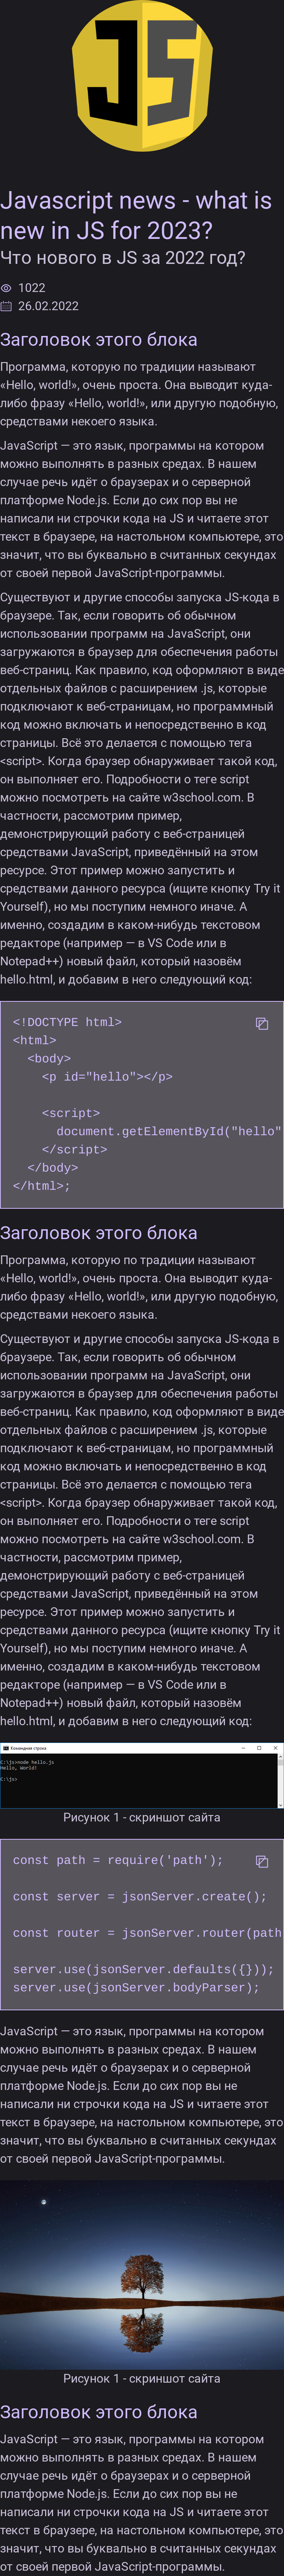 JS
Javascript news - what is
new in JS for 2023?
Что нового в JS за 2022 год?
1022
26.02.2022
Заголовок этого блока
Программа, которую по традиции называют
«Hello, world!», очень проста. Она выводит куда-
либо фразу «Hello, world!», или другую подобную,
средствами некоего языка.
JavaScript — это язык, программы на котором
можно выполнять в разных средах. В нашем
случае речь идёт о браузерах и о серверной
платформе Node.js. Если до сих пор вы не
написали ни строчки кода на JS и читаете этот
текст в браузере, на настольном компьютере, это
значит, что вы буквально в считанных секундах
от своей первой JavaScript-программы.
Существуют и другие способы запуска JS-кода в
браузере. Так, если говорить об обычном
использовании программ на JavaScript, они
загружаются в браузер для обеспечения работы
веб-страниц. Как правило, код оформляют в виде
отдельных файлов с расширением .js, которые
подключают к веб-страницам, но программный
код можно включать и непосредственно в код
страницы. Всё это делается с помощью тега
<script>. Когда браузер обнаруживает такой код,
он выполняет его. Подробности о теге script
можно посмотреть на сайте w3school.com. В
частности, рассмотрим пример,
демонстрирующий работу с веб-страницей
средствами JavaScript, приведённый на этом
ресурсе. Этот пример можно запустить и
средствами данного ресурса (ищите кнопку Try it
Yourself), но мы поступим немного иначе. А
именно, создадим в каком-нибудь текстовом
редакторе (например — в VS Code или в
Notepad++) новый файл, который назовём
hello.html, и добавим в него следующий код:
<!DOCTYPE html>
<html>
<body>
<p id="hello"></p>
<script>
document.getElementById("hello"
</script>
</body>
</html>;
Заголовок этого блока
Программа, которую по традиции называют
«Hello, world!», очень проста. Она выводит куда-
либо фразу «Hello, world!», или другую подобную,
средствами некоего языка.
Существуют и другие способы запуска JS-кода в
браузере. Так, если говорить об обычном
использовании программ на JavaScript, они
загружаются в браузер для обеспечения работы
веб-страниц. Как правило, код оформляют в виде
отдельных файлов с расширением .js, которые
подключают к веб-страницам, но программный
код можно включать и непосредственно в код
страницы. Всё это делается с помощью тега
<script>. Когда браузер обнаруживает такой код,
он выполняет его. Подробности о теге script
можно посмотреть на сайте w3school.com. В
частности, рассмотрим пример,
демонстрирующий работу с веб-страницей
средствами JavaScript, приведённый на этом
ресурсе. Этот пример можно запустить и
средствами данного ресурса (ищите кнопку Try it
Yourself), но мы поступим немного иначе. А
именно, создадим в каком-нибудь текстовом
редакторе (например — в VS Code или в
Notepad++) новый файл, который назовём
hello.html, и добавим в него следующий код:
Командная строка
C:\js>node hello.js
Hello, World!
C:\js>
Рисунок 1 - скриншот сайта
const path = require('path');
const server = jsonServer.create();
const router = jsonServer.router(path
server.use(jsonServer.defaults({}));
server.use(jsonServer.bodyParser);
JavaScript — это язык, программы на котором
можно выполнять в разных средах. В нашем
случае речь идёт о браузерах и о серверной
платформе Node.js. Если до сих пор вы не
написали ни строчки кода на JS и читаете этот
текст в браузере, на настольном компьютере, это
значит, что вы буквально в считанных секундах
от своей первой JavaScript-программы.
Рисунок 1 - скриншот сайта
Заголовок этого блока
JavaScript — это язык, программы на котором
можно выполнять в разных средах. В нашем
случае речь идёт о браузерах и о серверной
платформе Node.js. Если до сих пор вы не
написали ни строчки кода на JS и читаете этот
текст в браузере, на настольном компьютере, это
значит, что вы буквально в считанных секундах
от своей первой JavaScript-программы.